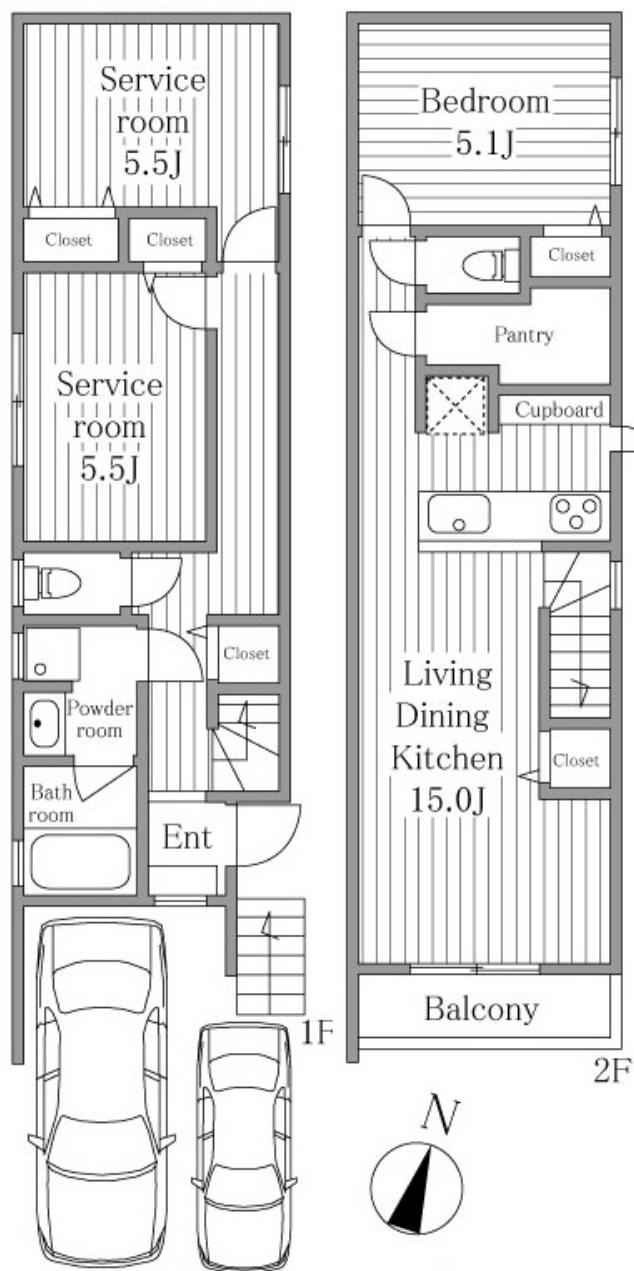 Service
room
5.5J
Closet
Closet
Service
room
5.5J
Closet
Powder
room
Bath
room
Ent
1F
Bedroom
5.1J
Closet
Pantry
Cupboard
Living
Dining
Kitchen
15.0J
Closet
Balcony
2F
N